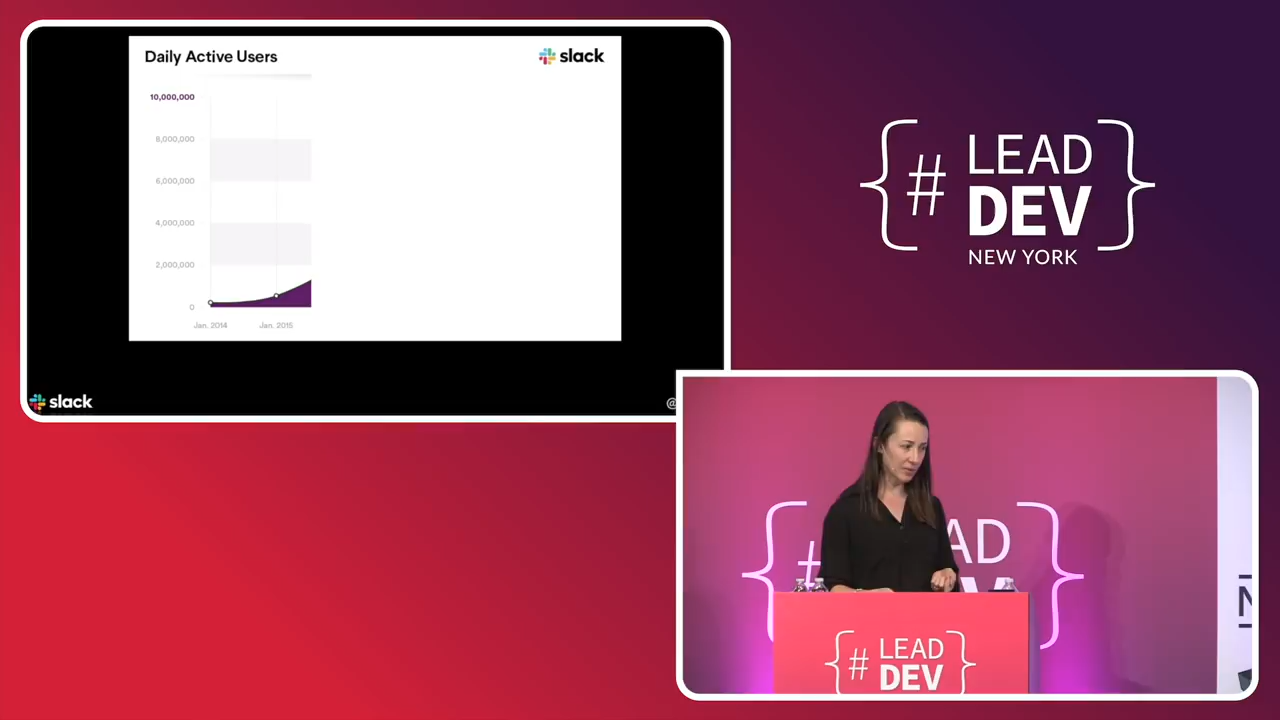 Daily Active Users
slack
10,000,000
8,000,000
6,000,000
4,000,000
2,000,000
0
Jan. 2014
Jan. 2015
slack
@
{# LEAD
DEV}
NEW YORK
{# LEAD
DEV}
N